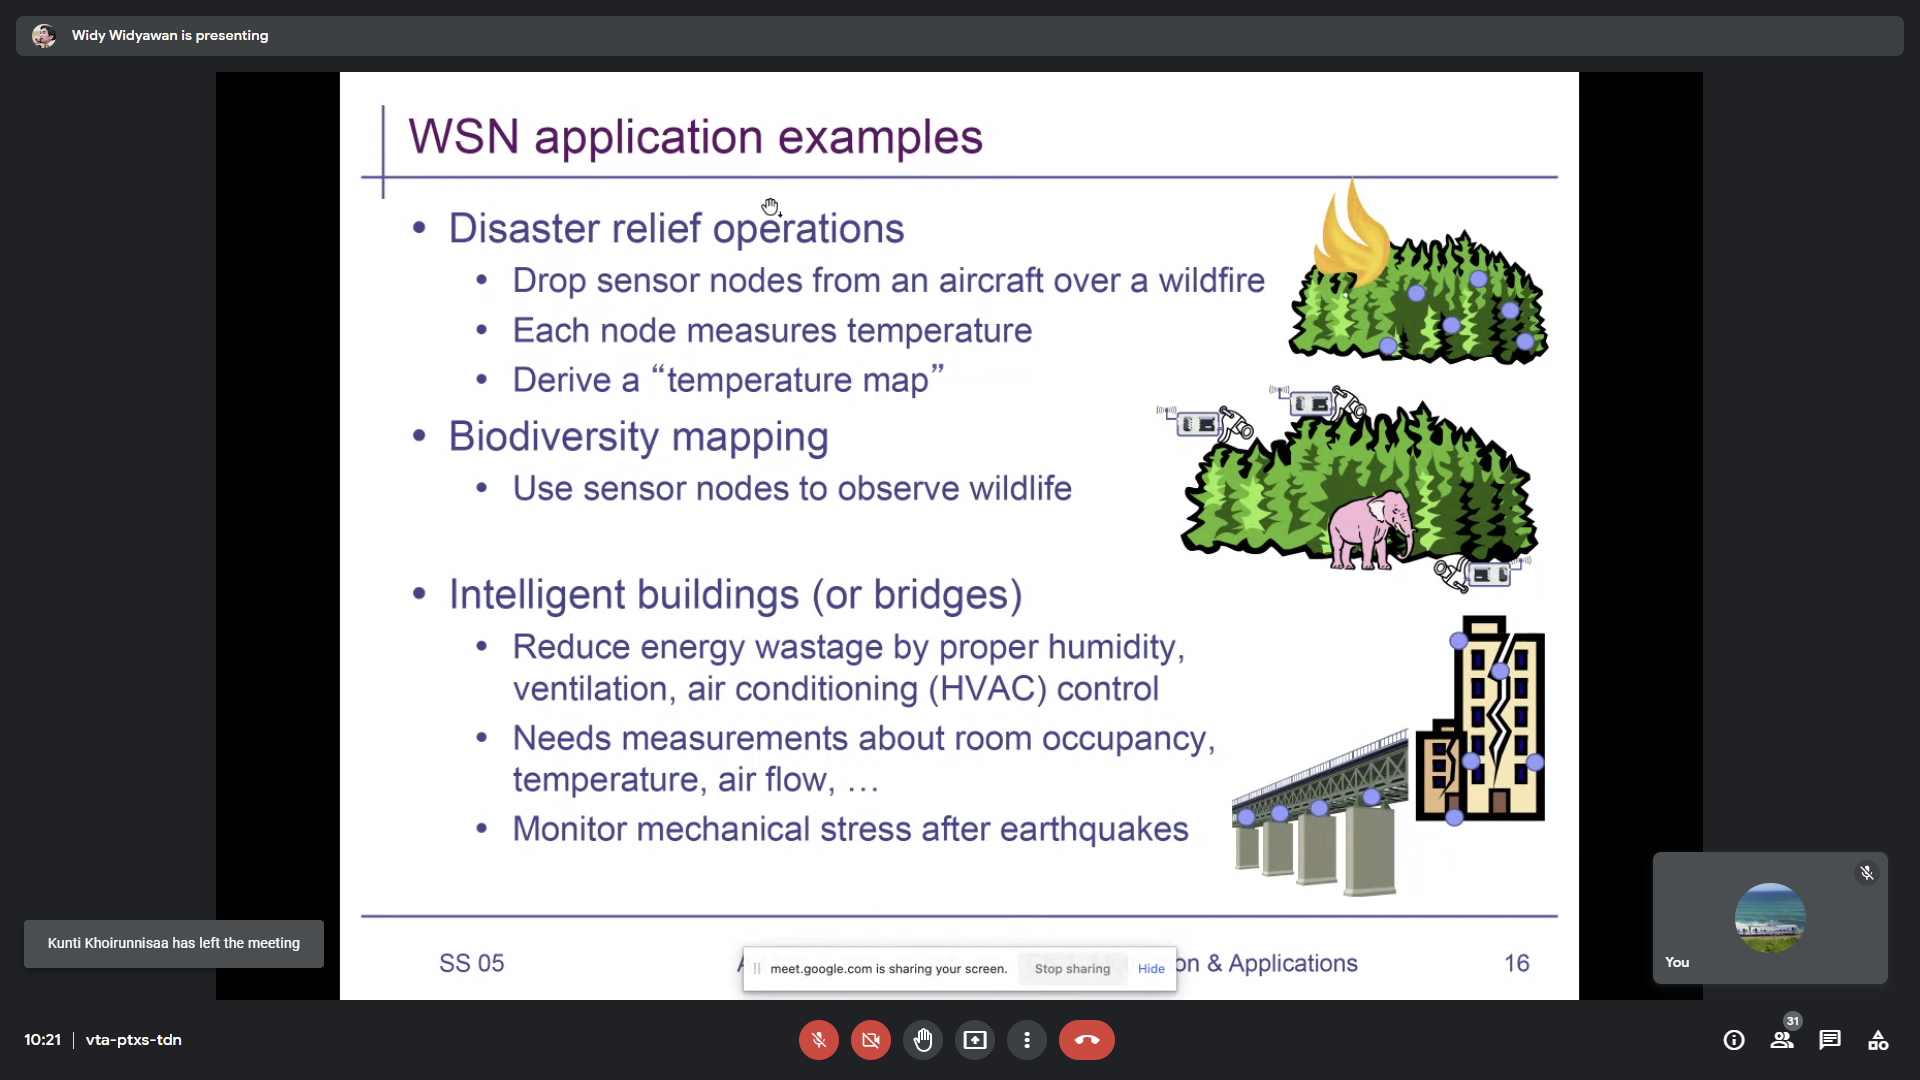 Widy Widyawan is presenting
WSN application examples
• Disaster relief operations
• Drop sensor nodes from an aircraft over a wildfire
• Each node measures temperature
• Derive a “temperature map”
• Biodiversity mapping
• Use sensor nodes to observe wildlife
• Intelligent buildings (or bridges)
• Reduce energy wastage by proper humidity,
ventilation, air conditioning (HVAC) control
• Needs measurements about room occupancy,
temperature, air flow, …
• Monitor mechanical stress after earthquakes
Kunti Khoirunnisaa has left the meeting
SS 05
& Applications
16
meet.google.com is sharing your screen.
Stop sharing
Hide
You
10:21 | vta-ptxs-tdn
31